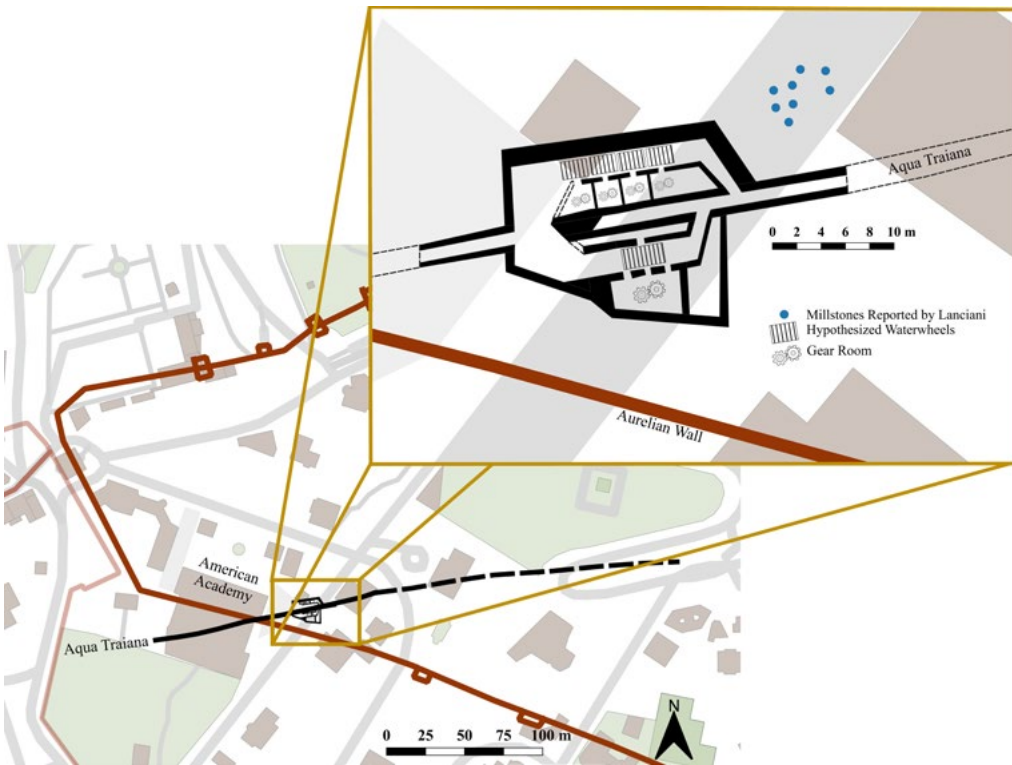 Aqua Traiana
0 2 4 6 8 10 m
Millstones Reported by Lanciani
Hypothesized Waterwheels
Gear Room
Aurelian Wall
American
Academy
Aqua Traiana
N
0 25 50 75 100 m